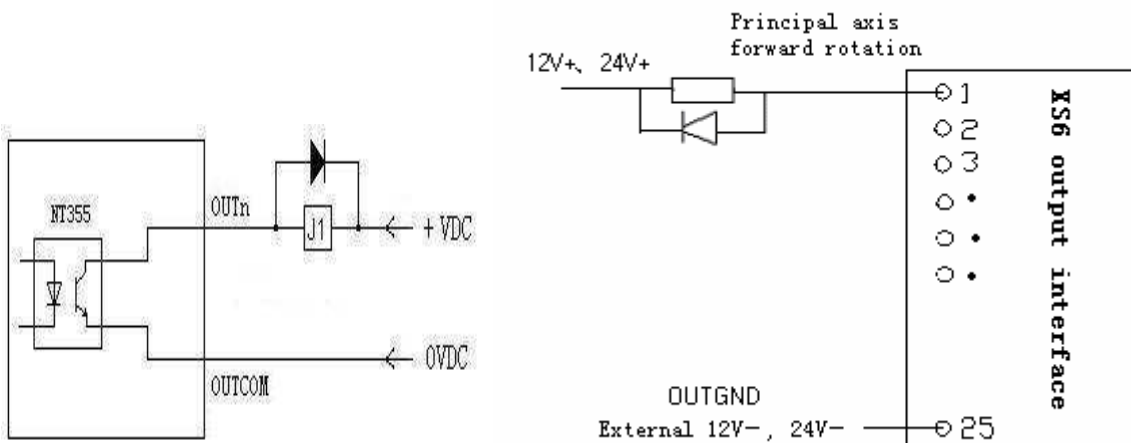 NT355
OUTn
J1
+VDC
0VDC
OUTCOM
Principal axis
forward rotation
12V+、24V+
1
2
3
XS6 output interface
OUTGND
External 12V-, 24V-
25